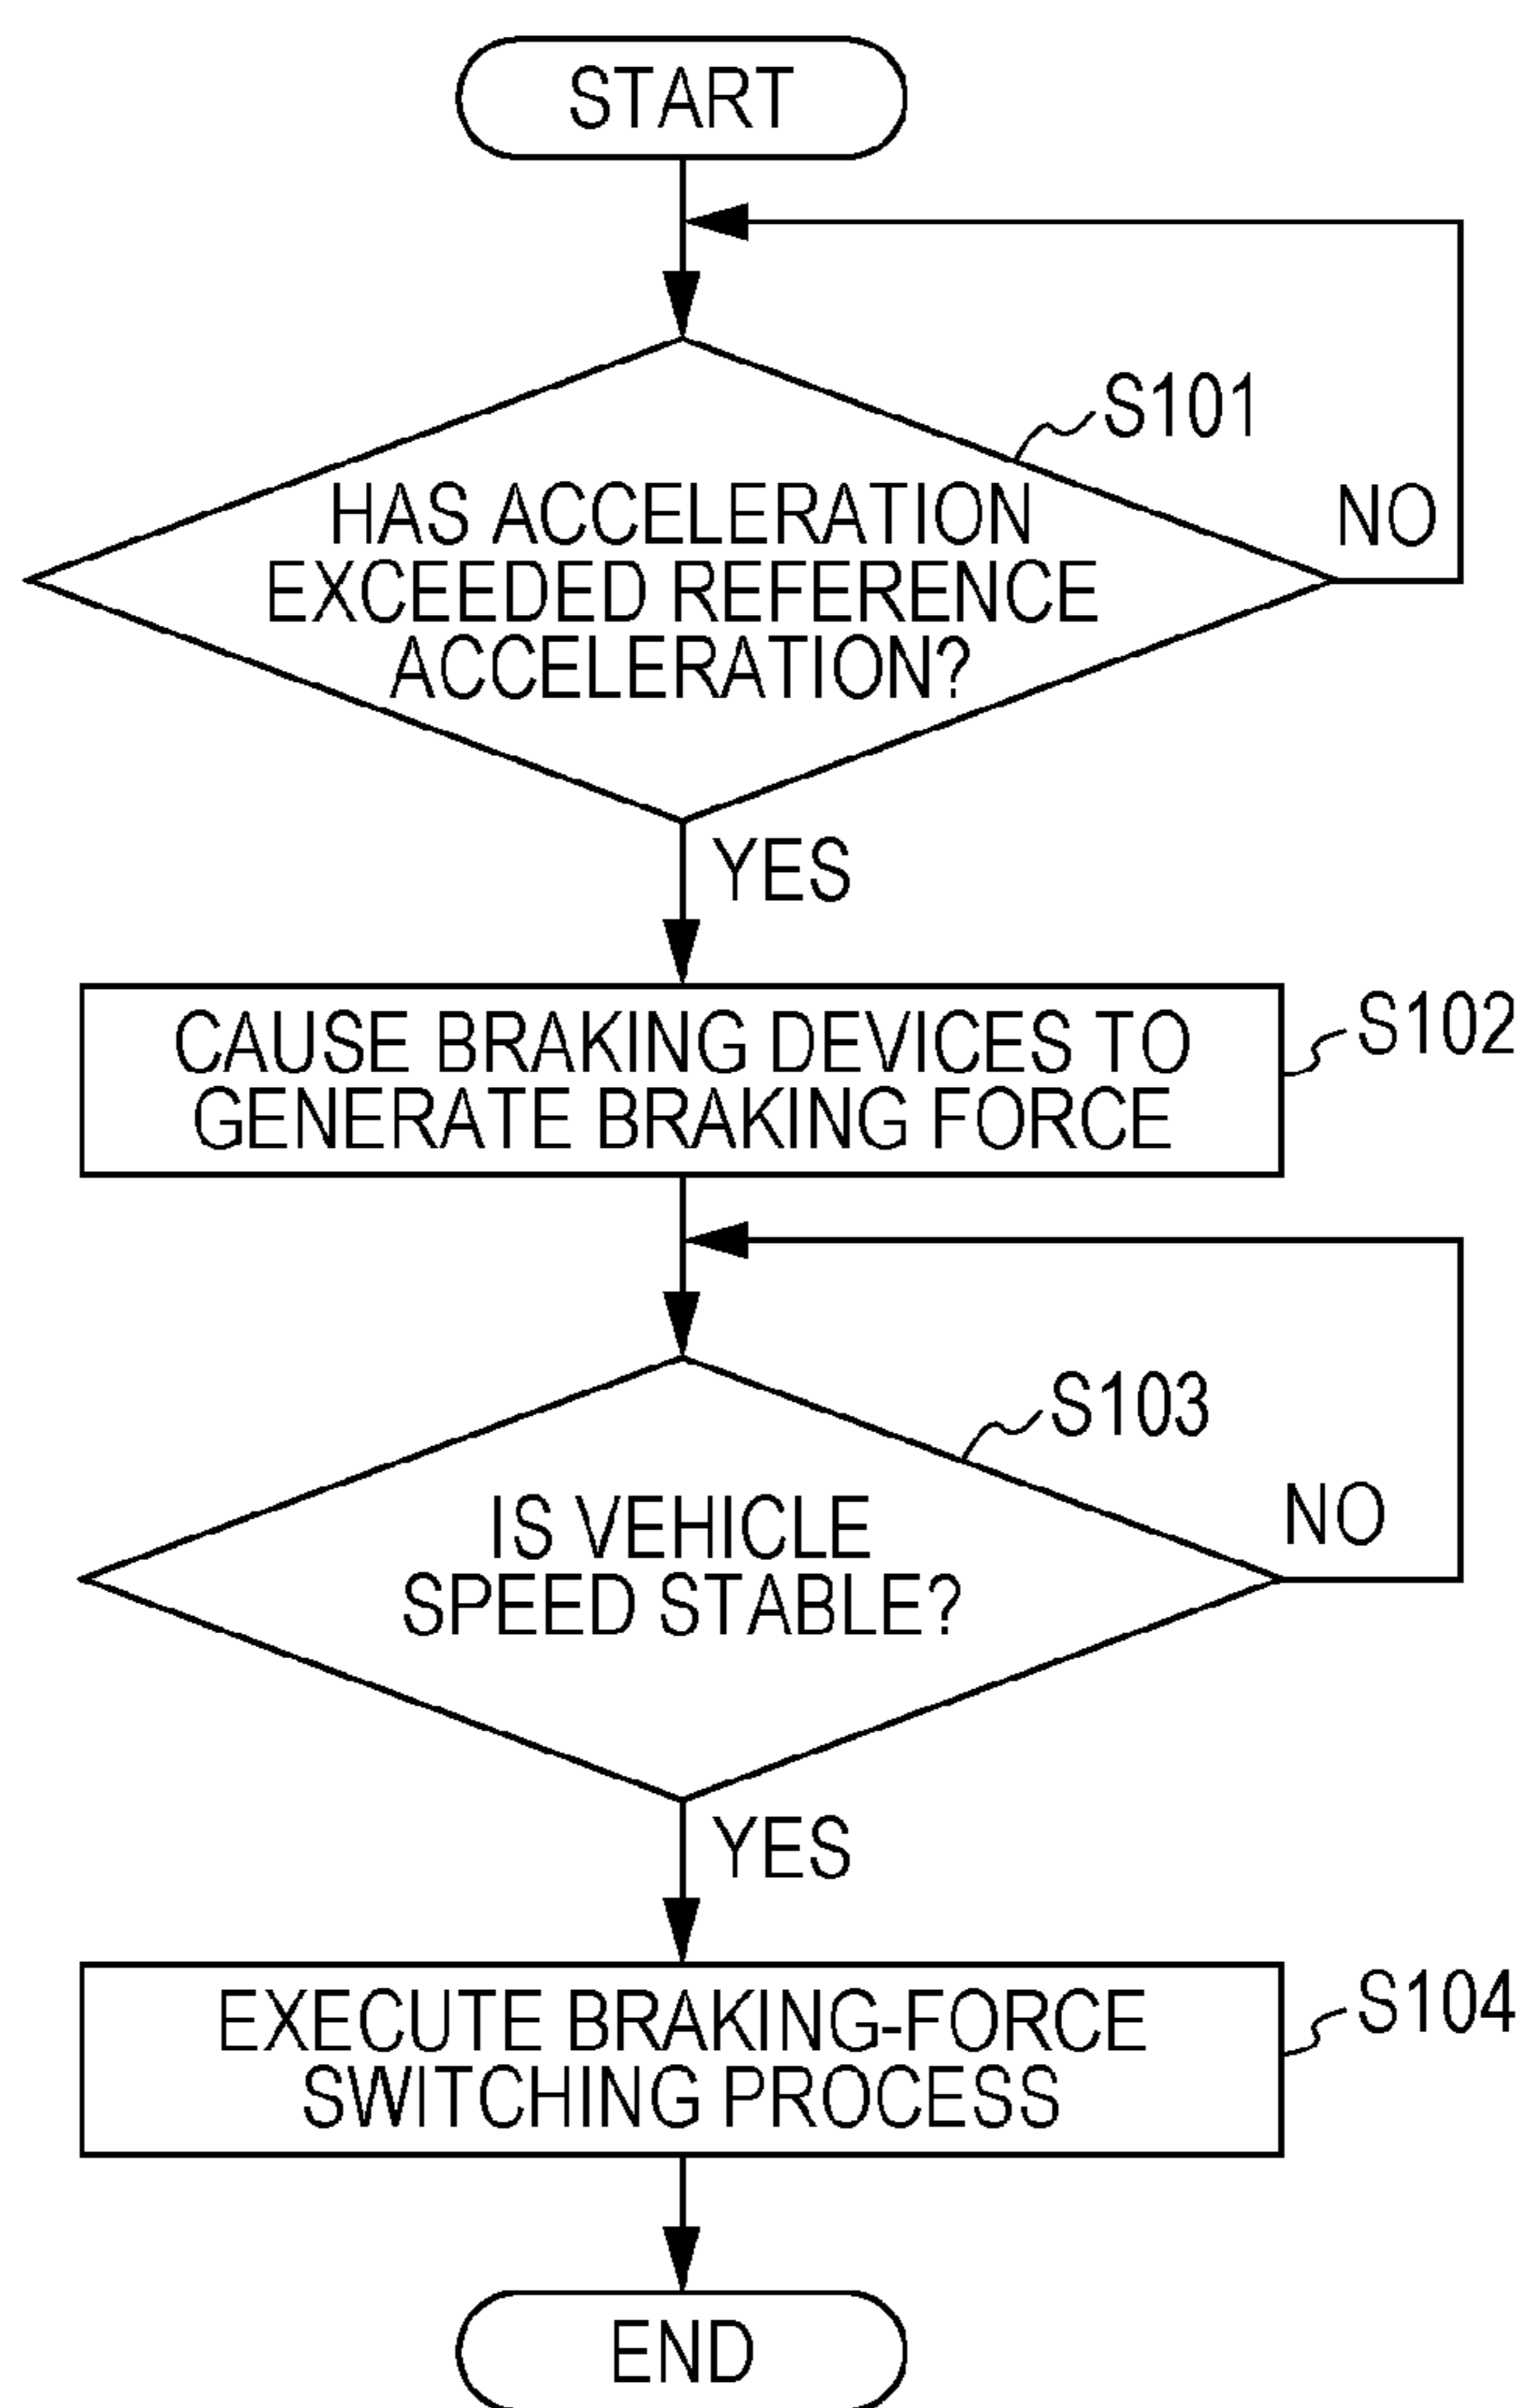 START
S101
HAS ACCELERATION
EXCEEDED REFERENCE
ACCELERATION?
NO
YES
CAUSE BRAKING DEVICES TO
GENERATE BRAKING FORCE
S102
S103
IS VEHICLE
SPEED STABLE?
NO
YES
EXECUTE BRAKING-FORCE
SWITCHING PROCESS
S104
END